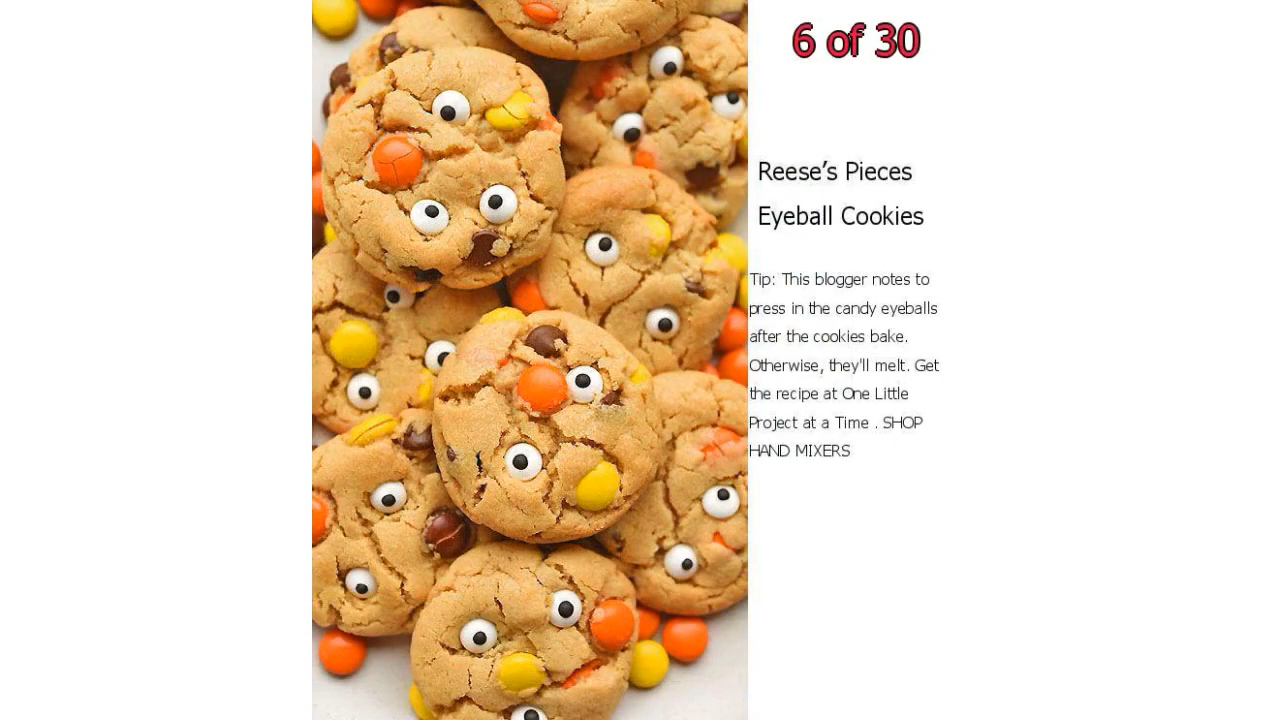 6 of 30
Reese’s Pieces
Eyeball Cookies
Tip: This blogger notes to
press in the candy eyeballs
after the cookies bake.
Otherwise, they'll melt. Get
the recipe at One Little
Project at a Time . SHOP
HAND MIXERS